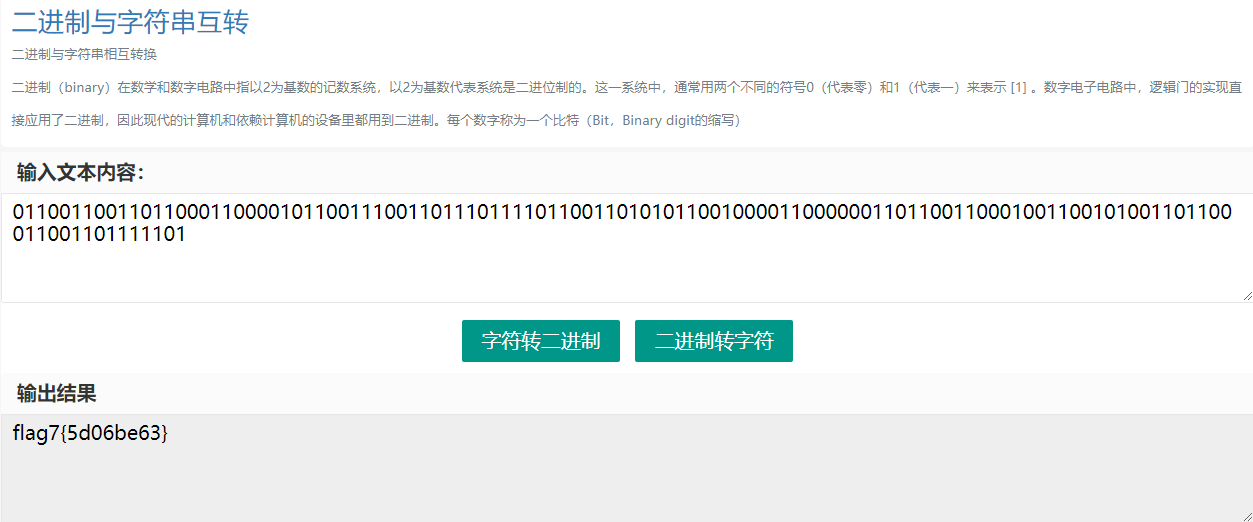 二进制与字符串互转
二进制与字符串相互转换
二进制（binary）在数学和数字电路中指以2为基数的记数系统，以2为基数代表系统是二进位制的。这一系统中，通常用两个不同的符号0（代表零）和1（代表一）来表示 [1] 。数字电子电路中，逻辑门的实现直
接应用了二进制，因此现代的计算机和依赖计算机的设备里都用到二进制。每个数字称为一个比特（Bit，Binary digit的缩写）
输入文本内容：
011001100110110001100001011001110011011101111011001101010110010000110000001101100110001001100101001101100
011001101111101
字符转二进制 二进制转字符
输出结果
flag7{5d06be63}